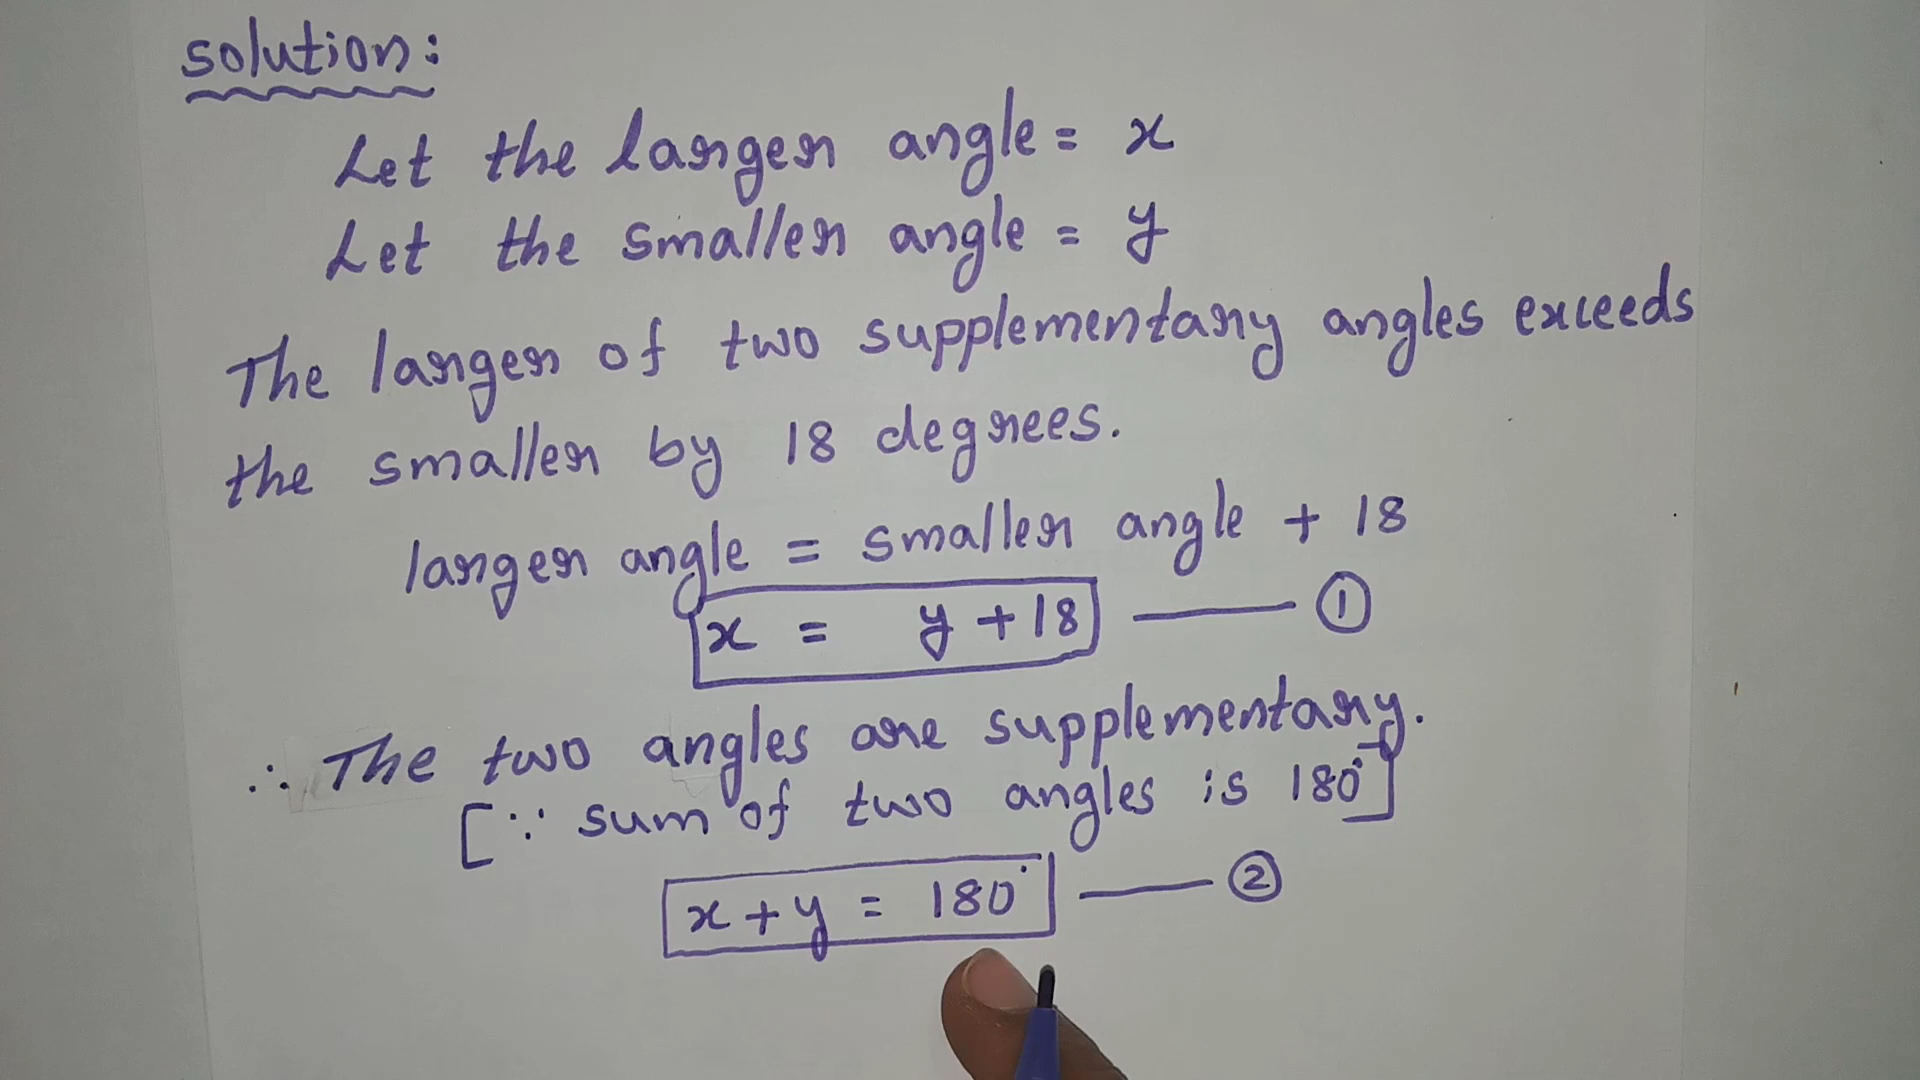 solution:
Let the larger angle = x
Let the smaller angle = y
The larger of two supplementary angles exceeds
the smaller by 18 degrees.
larger angle = smaller angle + 18
x = y + 18 —— ①
∴ The two angles are supplementary.
[∵ sum of two angles is 180°]
x + y = 180° —— ②